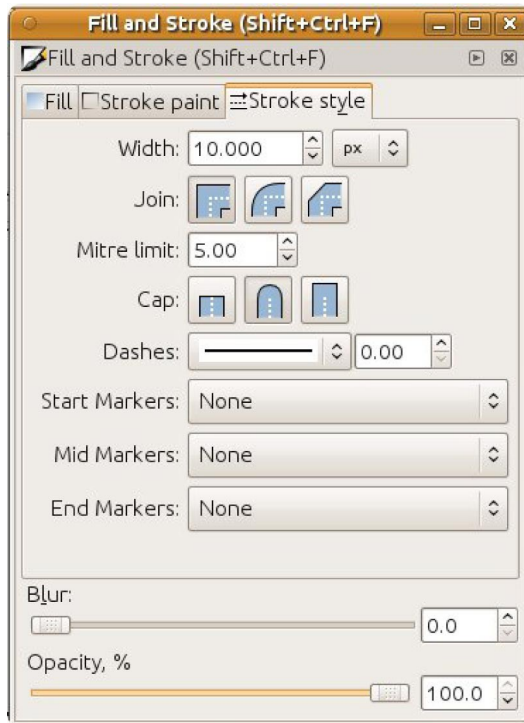 Fill and Stroke (Shift+Ctrl+F)
Fill and Stroke (Shift+Ctrl+F)
Fill Stroke paint Stroke style
Width: 10.000 px
Join:
Mitre limit: 5.00
Cap:
Dashes: 0.00
Start Markers: None
Mid Markers: None
End Markers: None
Blur:
0.0
Opacity, %
100.0